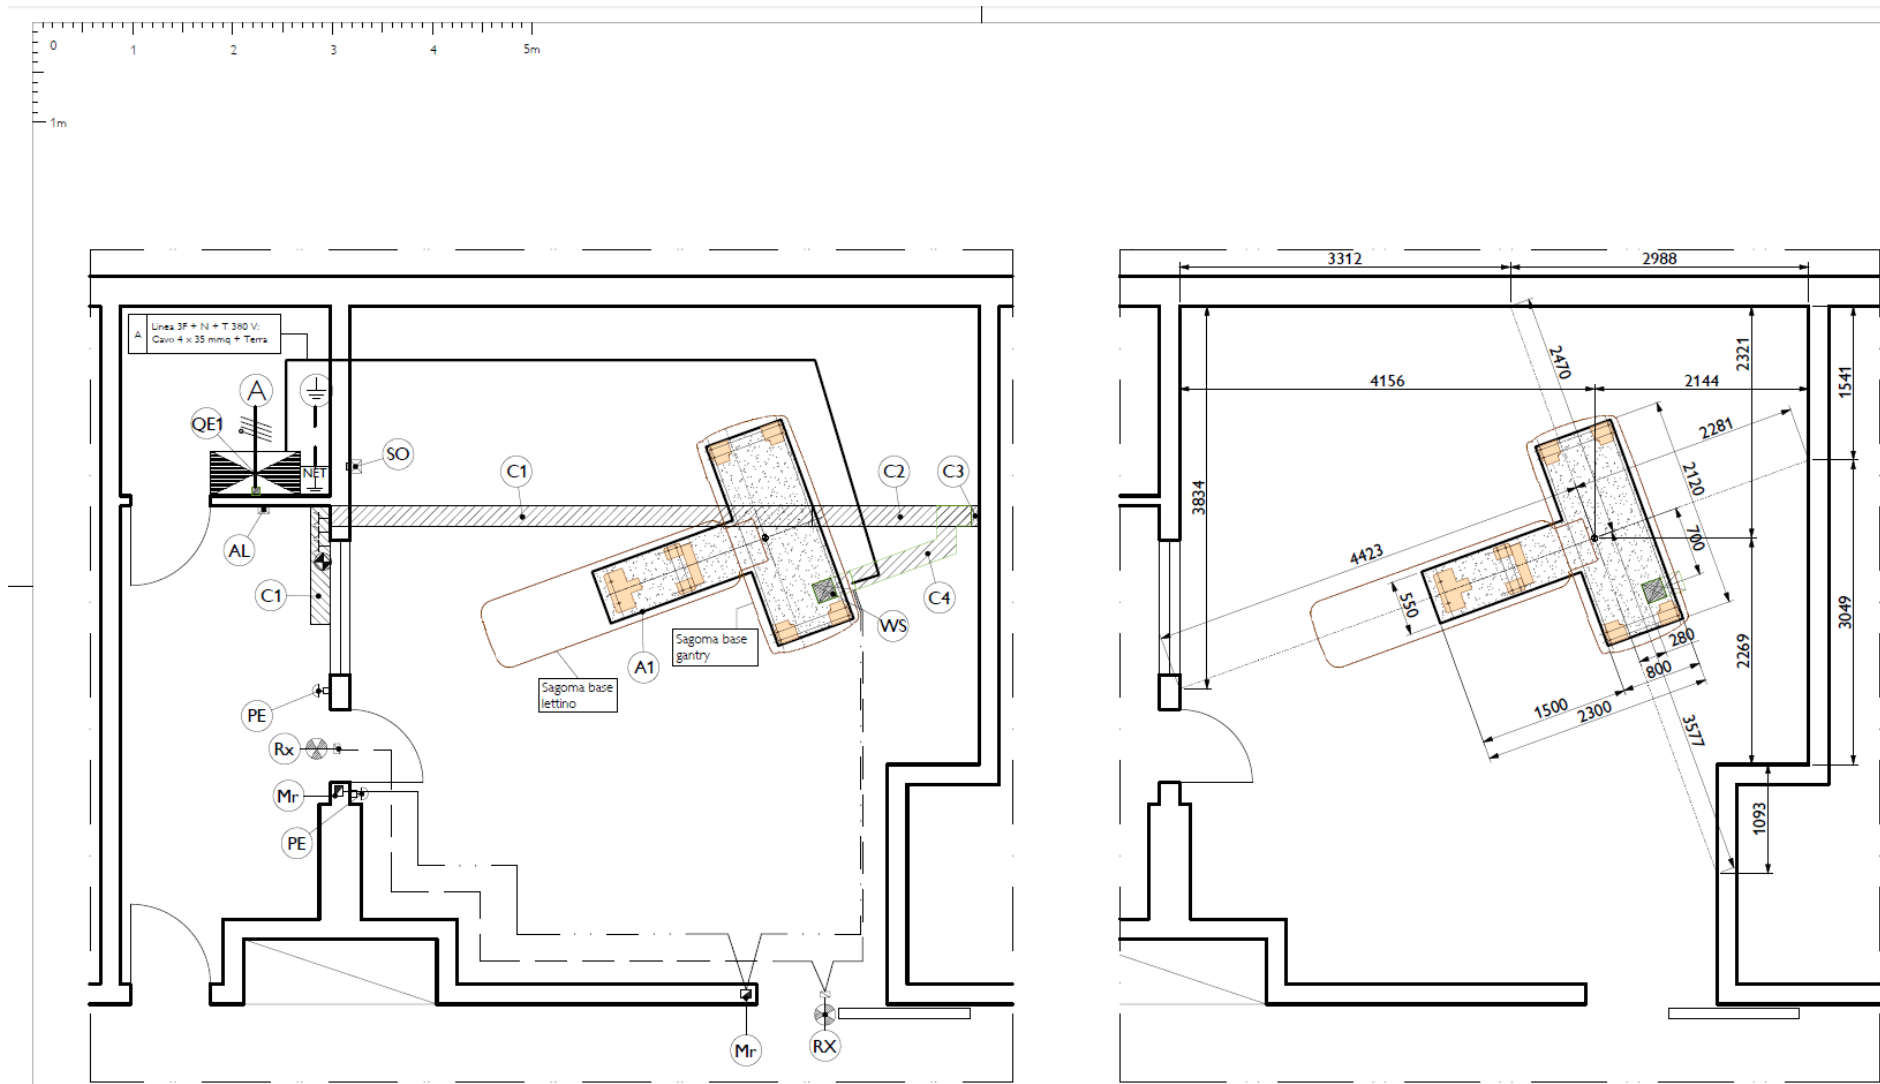 0
1
2
3
4
5m
1m
A
Linea 3F + N + T 380 V:
Cavo 4 x 35 mmq + Terra
A
QE1
NET
SO
C1
C2
C3
AL
C1
C4
WS
A1
Sagoma base
gantry
Sagoma base
lettino
PE
Rx
Mr
PE
Mr
RX
3312
2988
2470
2321
1541
4156
2144
2281
2120
3834
700
4423
550
3049
2269
280
800
1500
2300
3577
1093